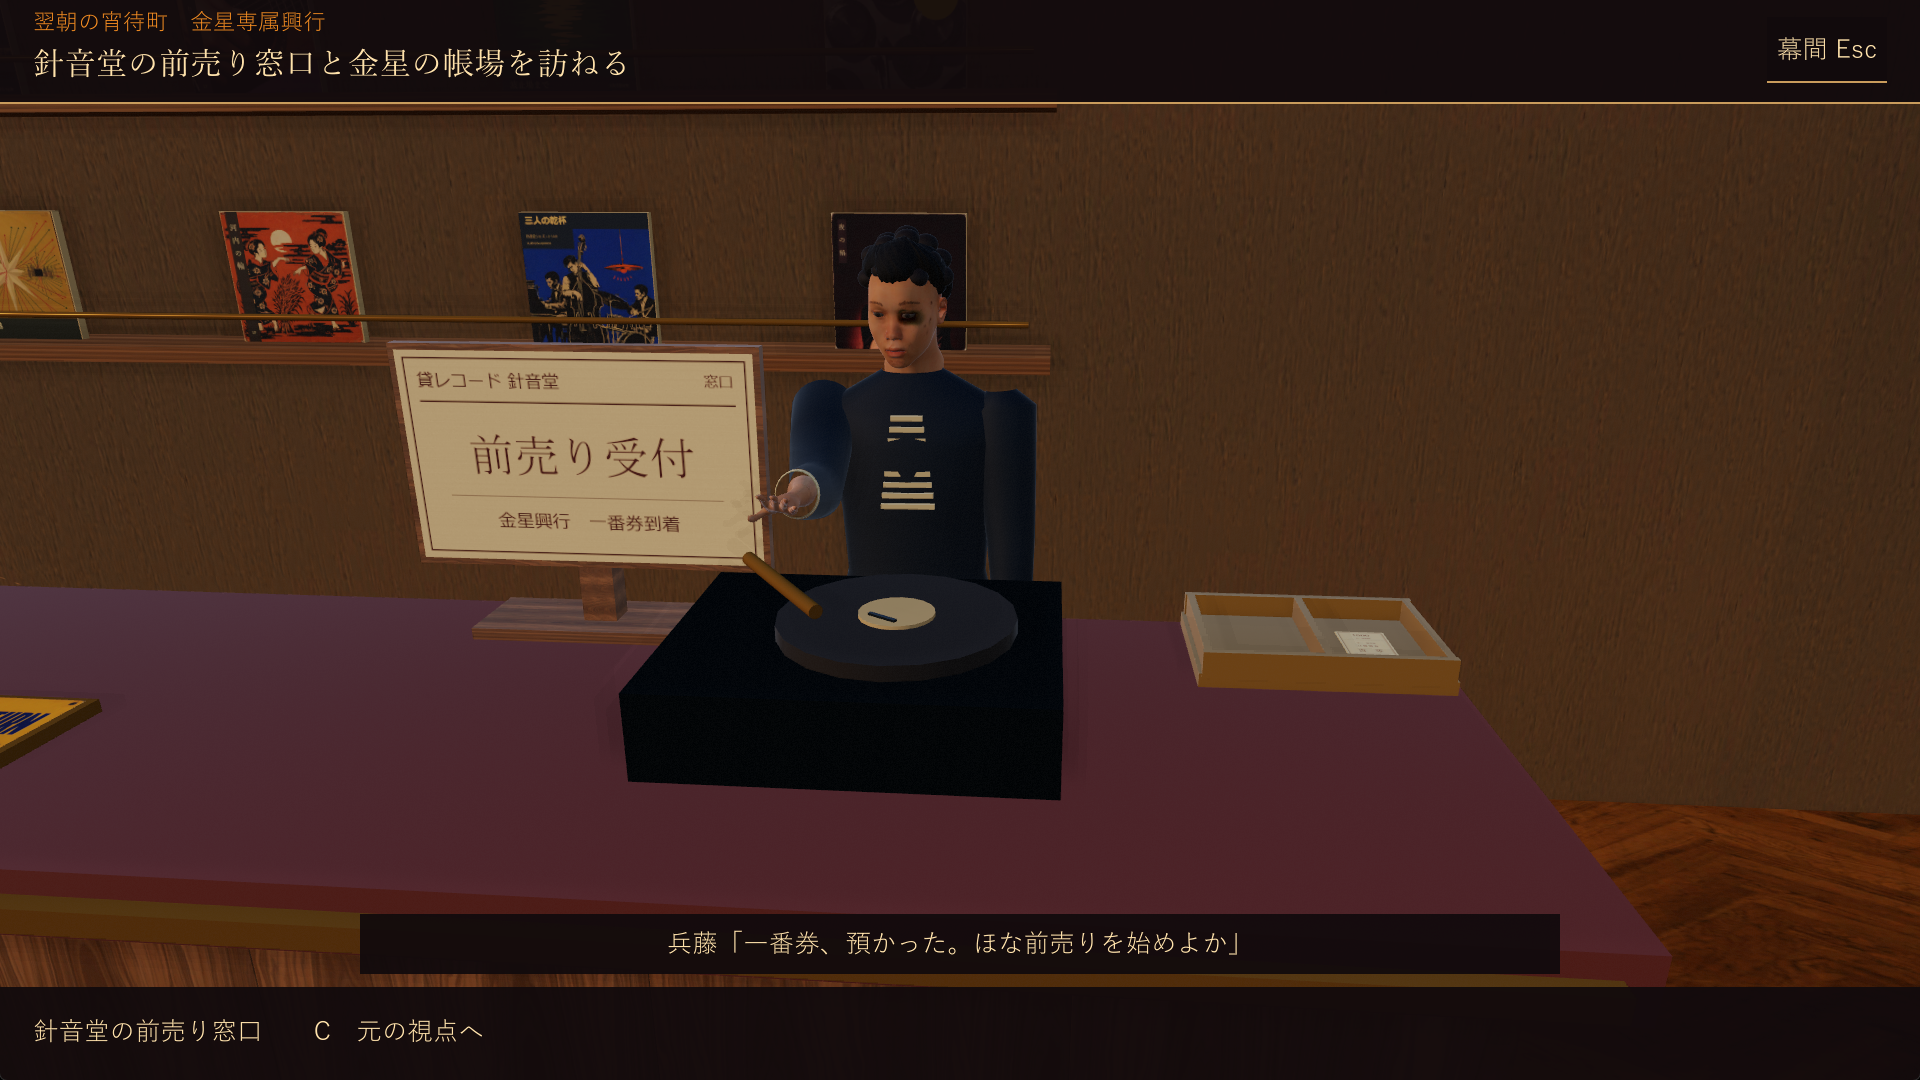 翌朝の宵待町　金星専属興行
針音堂の前売り窓口と金星の帳場を訪ねる
幕間 Esc
三人の乾杯
貸レコード 針音堂
窓口
前売り受付
金星興行　一番券到着
兵藤「一番券、預かった。ほな前売りを始めよか」
針音堂の前売り窓口
C　元の視点へ